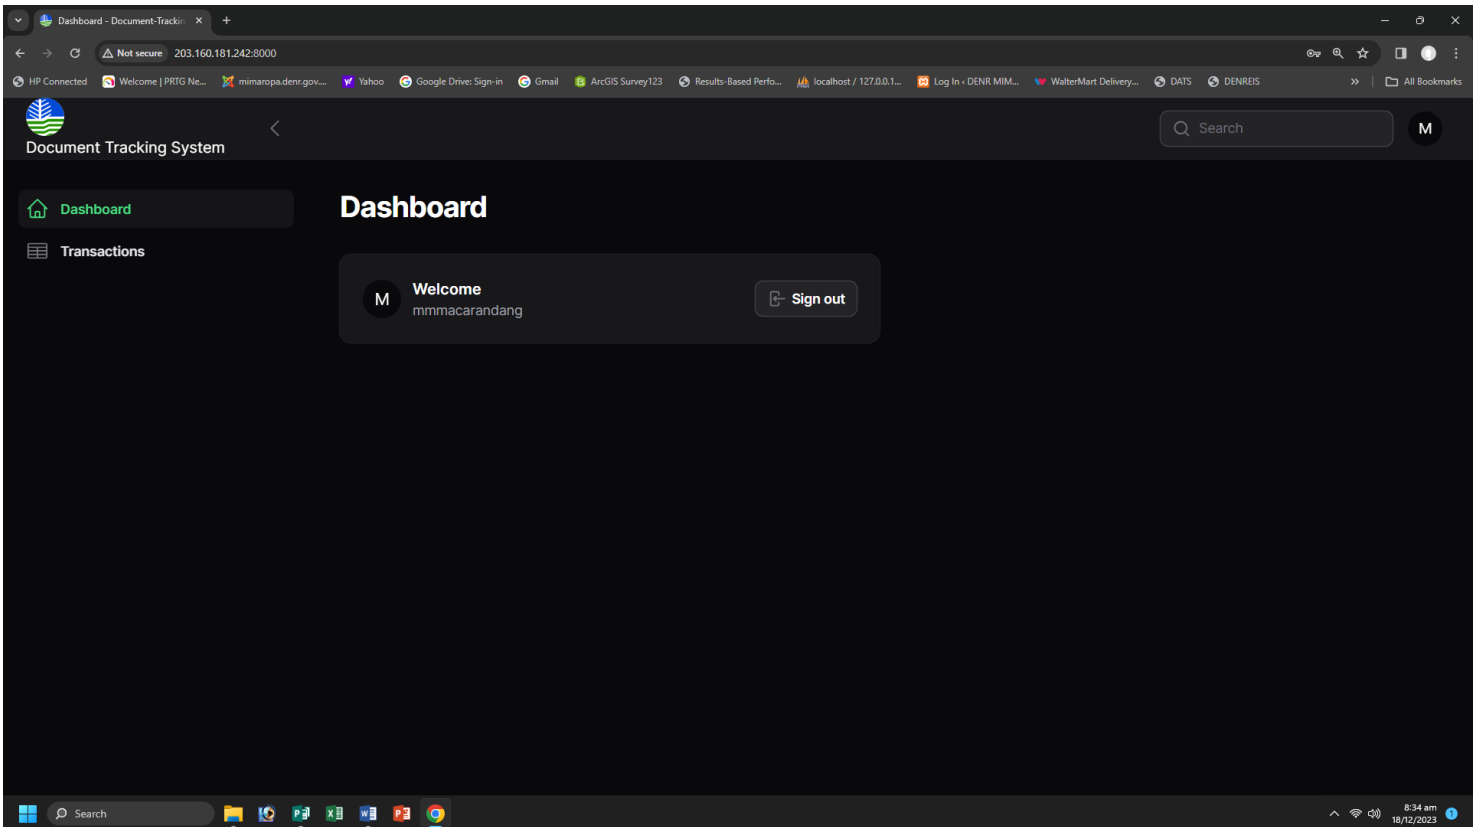 Dashboard - Document-Trackin
Not secure 203.160.181.242:8000
HP Connected Welcome | PRTG Ne... mimaropa.denr.gov.... Yahoo Google Drive: Sign-in Gmail ArcGIS Survey123 Results-Based Perfo... localhost / 127.0.0.1... Log In ‹ DENR MIM... WalterMart Delivery... DATS DENREIS » All Bookmarks
Document Tracking System
Search
M
Dashboard
Transactions
Dashboard
M
Welcome
mmmacarandang
Sign out
Search
8:34 am
18/12/2023
1